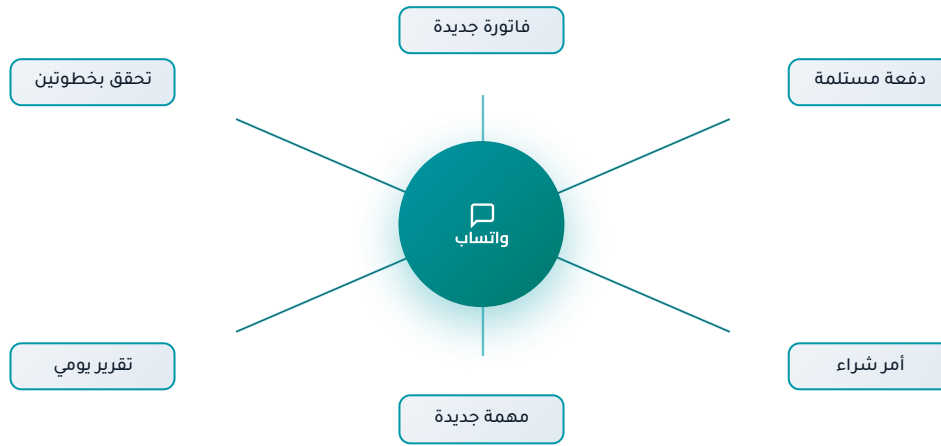 فاتورة جديدة
دفعة مستلمة
تحقق بخطوتين
واتساب
أمر شراء
تقرير يومي
مهمة جديدة